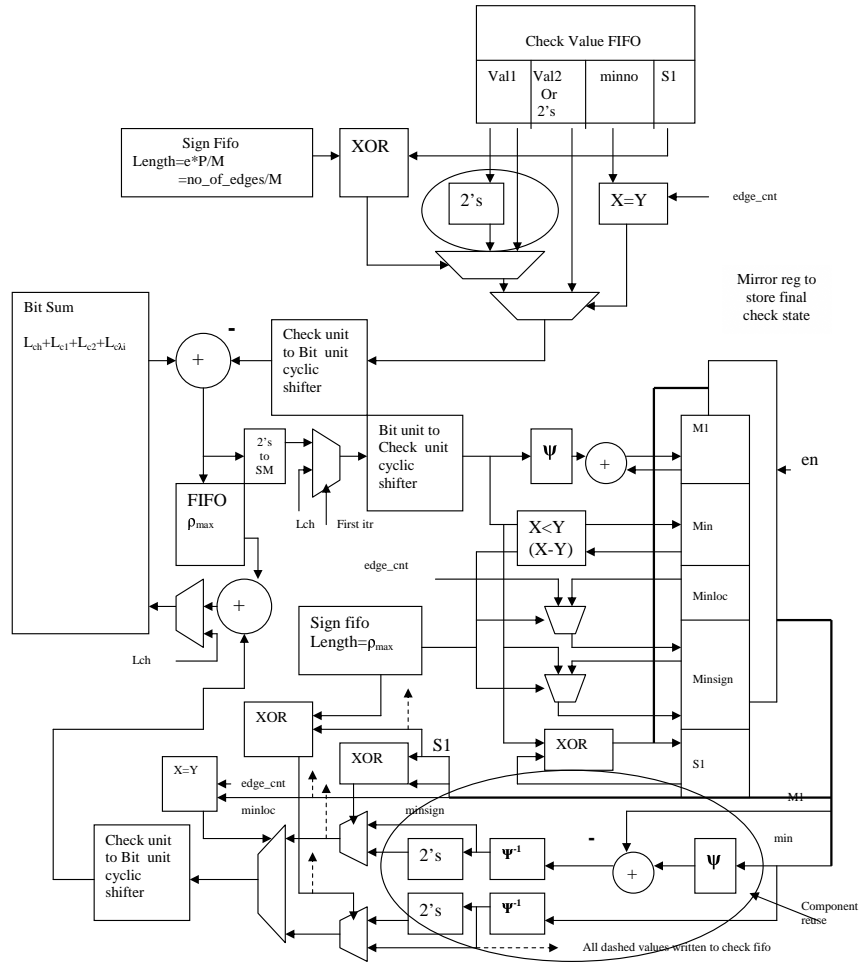 Check Value FIFO
Val1
Val2
Or
2's
minno
S1
Sign Fifo
Length=e*P/M
=no_of_edges/M
XOR
2's
X=Y
edge_cnt
Mirror reg to
store final
check state
Bit Sum
Lch+Lc1+Lc2+Lcλi
-
+
Check unit
to Bit unit
cyclic
shifter
2's
to
SM
Bit unit to
Check unit
cyclic
shifter
Ψ
+
M1
en
FIFO
ρmax
Lch
First itr
X<Y
(X-Y)
Min
edge_cnt
Minloc
+
Sign fifo
Length=ρmax
Lch
Minsign
XOR
XOR
S1
XOR
S1
X=Y
edge_cnt
minloc
minsign
M1
Check unit
to Bit unit
cyclic
shifter
2's
Ψ-1
-
+
Ψ
min
2's
Ψ-1
Component
reuse
All dashed values written to check fifo